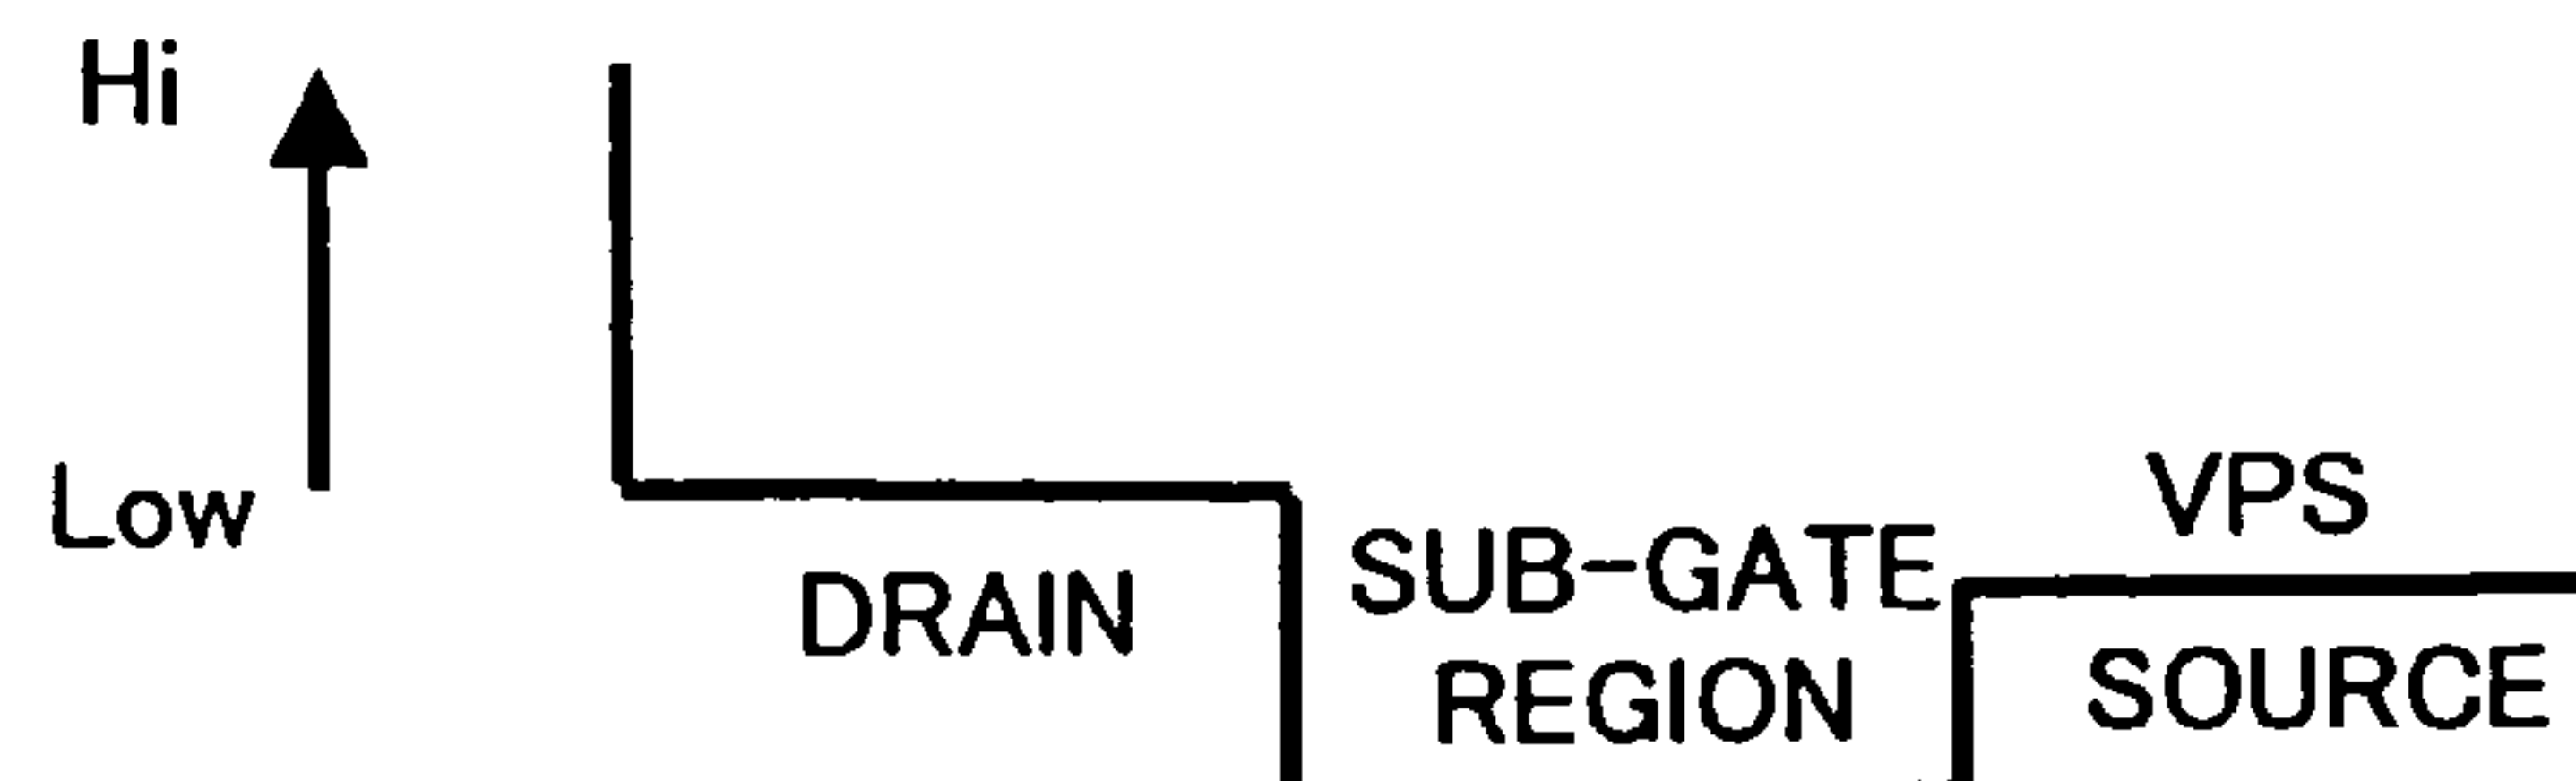 Hi
Low
DRAIN
SUB-GATE
REGION
VPS
SOURCE